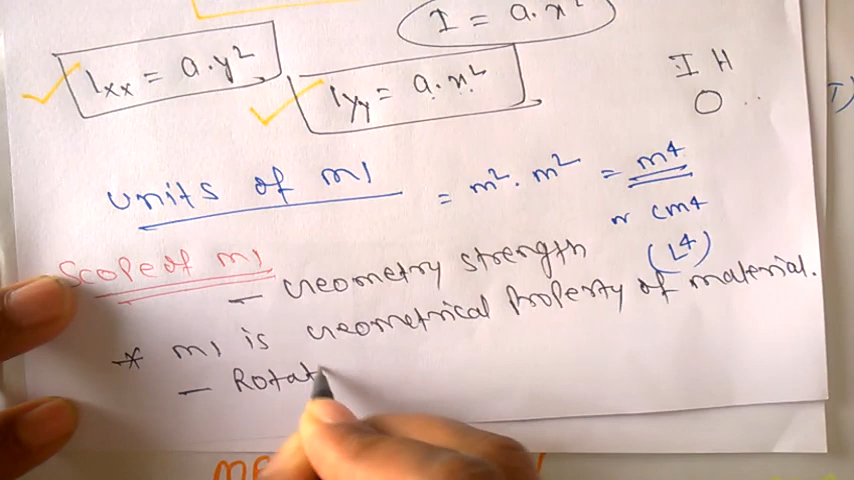 I = a.x²
Ixx = a.y²
Iyy = a.x²
I H
O ..
units of MI = m². m² = m⁴
or cm4
(L⁴)
Scope of MI
- Geometry strength
* MI is Geometrical Property of material.
- Rotat